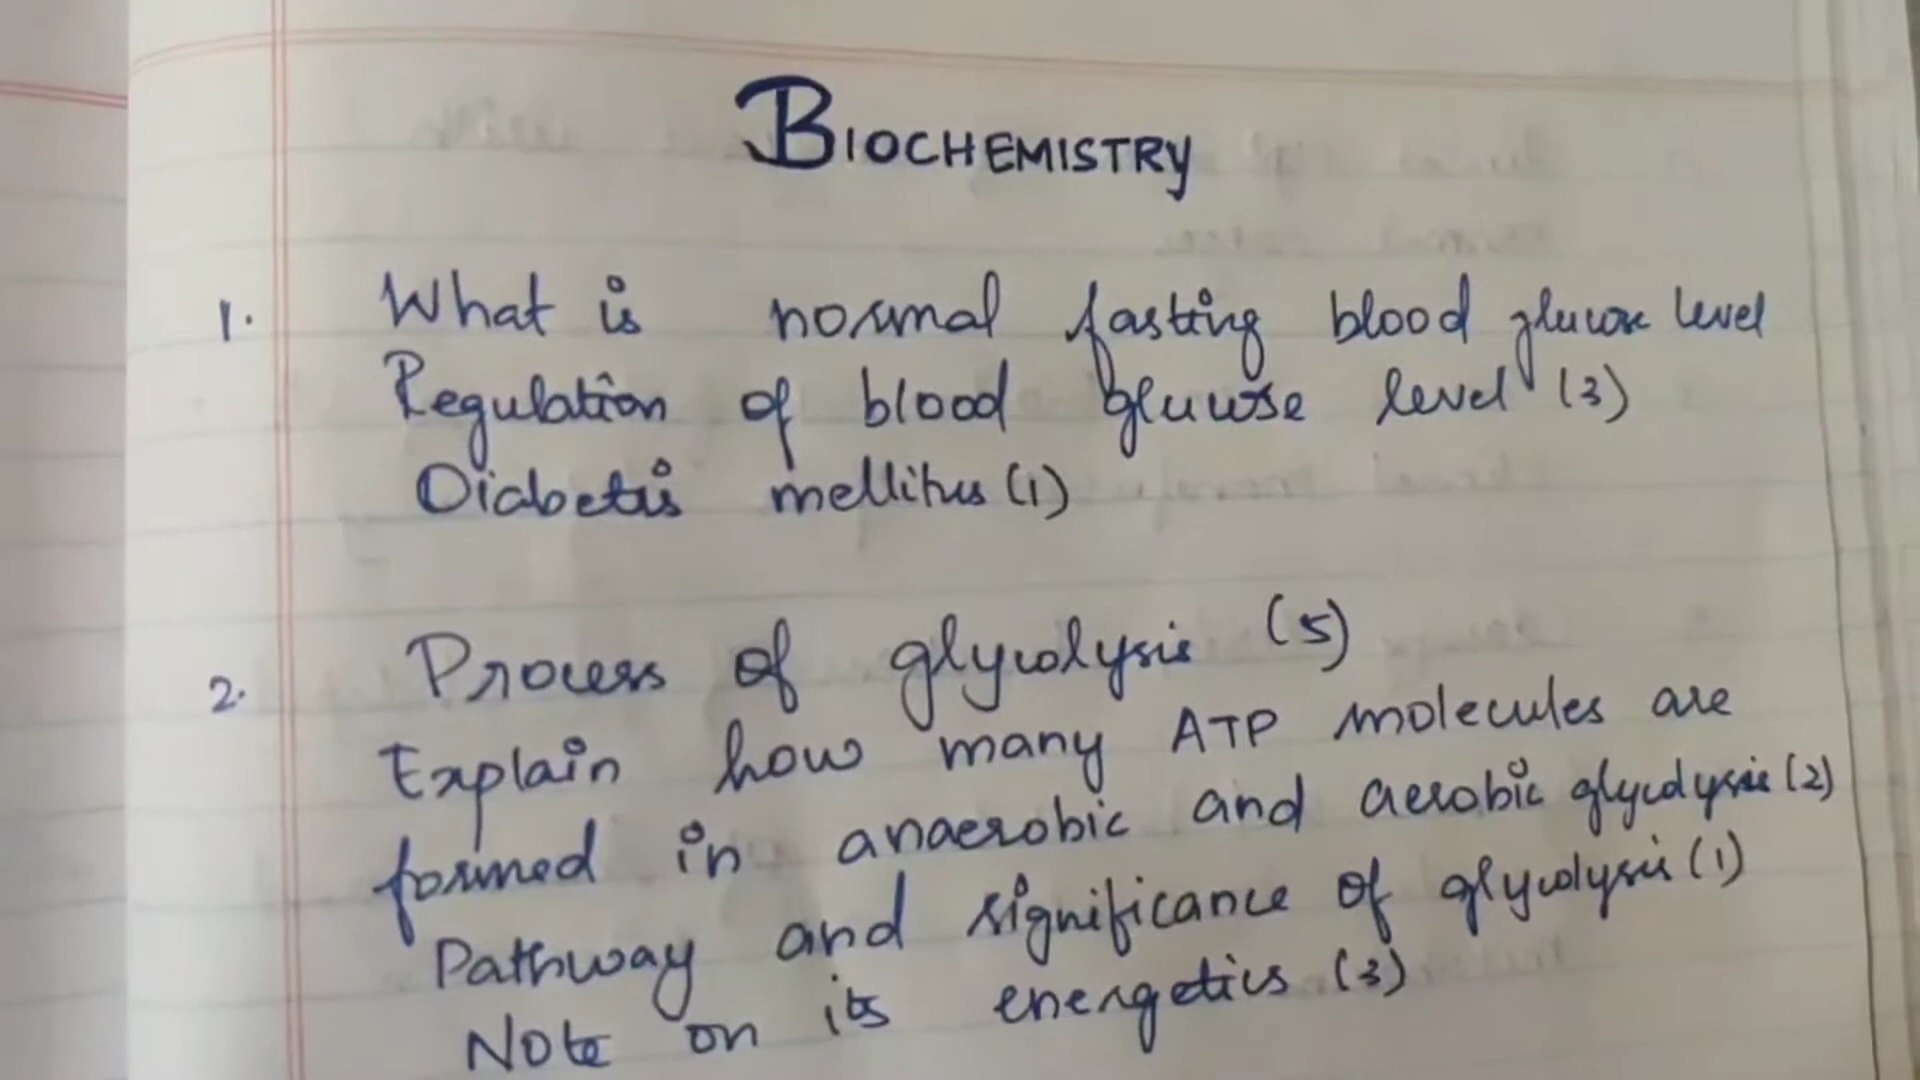 BIOCHEMISTRY
1. What is normal fasting blood glucose level
Regulation of blood glucose level (3)
Diabetis mellitus (1)
2. Process of glycolysis (5)
Explain how many ATP molecules are
formed in anaerobic and aerobic glycolysis (2)
Pathway and significance of glycolysis (1)
Note on its energetics (3)